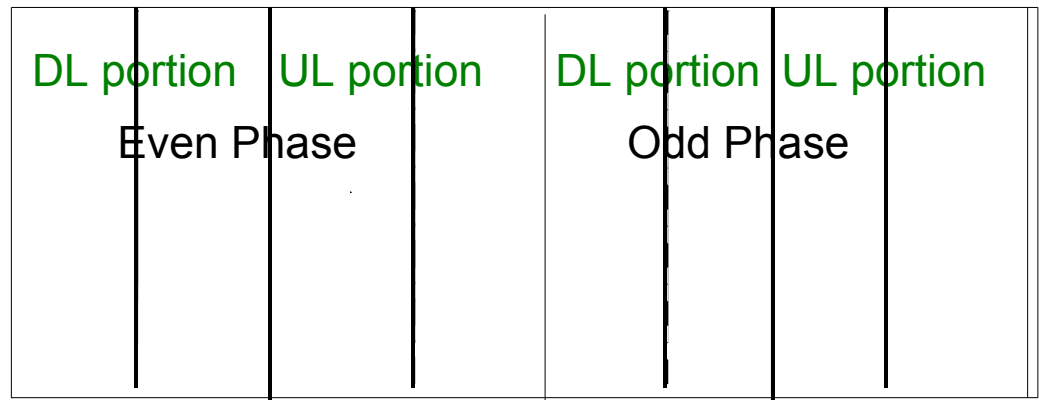 DL portion UL portion DL portion UL portion
Even Phase Odd Phase